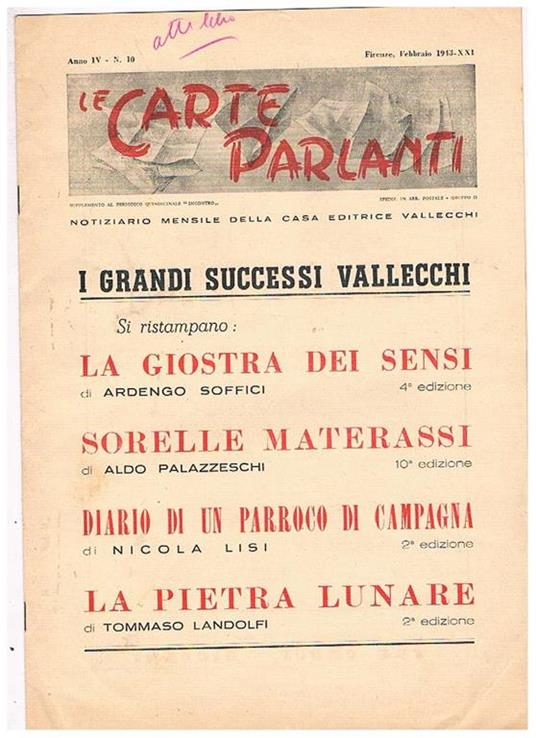 Anno IV - N. 10 Firenze, Febbraio 1943-XXI
LE CARTE
PARLANTI
SUPPLEMENTO AL PERIODICO QUINDICINALE "INCONTRO„ SPEDIZ. IN ABB. POSTALE - GRUPPO II
NOTIZIARIO MENSILE DELLA CASA EDITRICE VALLECCHI
I GRANDI SUCCESSI VALLECCHI
Si ristampano:
LA GIOSTRA DEI SENSI
di ARDENGO SOFFICI 4ª edizione
SORELLE MATERASSI
di ALDO PALAZZESCHI 10ª edizione
DIARIO DI UN PARROCO DI CAMPAGNA
di NICOLA LISI 2ª edizione
LA PIETRA LUNARE
di TOMMASO LANDOLFI 2ª edizione